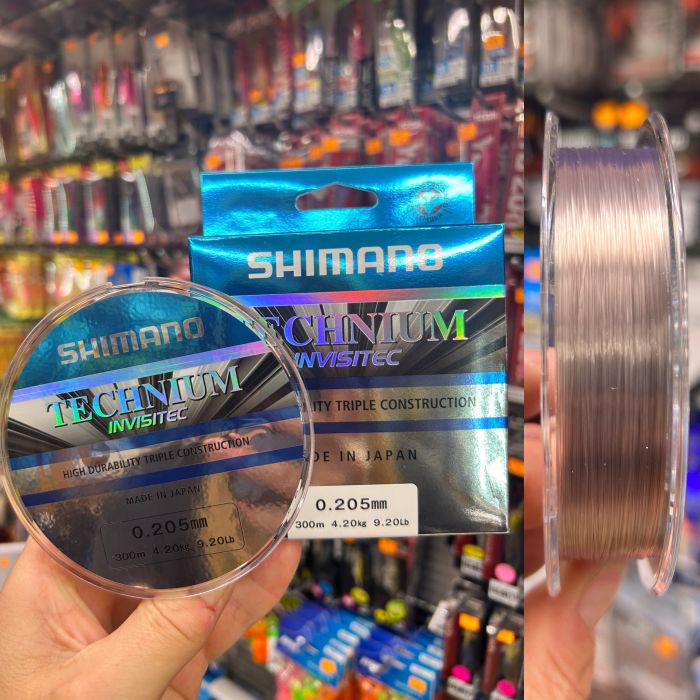 SHIMANO
TECHNIUM
INVISITEC
HIGH DURABILITY TRIPLE CONSTRUCTION
MADE IN JAPAN
0.205mm
300m 4.20kg 9.20Lb
SHIMANO
TECHNIUM
INVISITEC
ILITY TRIPLE CONSTRUCTION
DE IN JAPAN
0.205mm
300m 4.20kg 9.20Lb